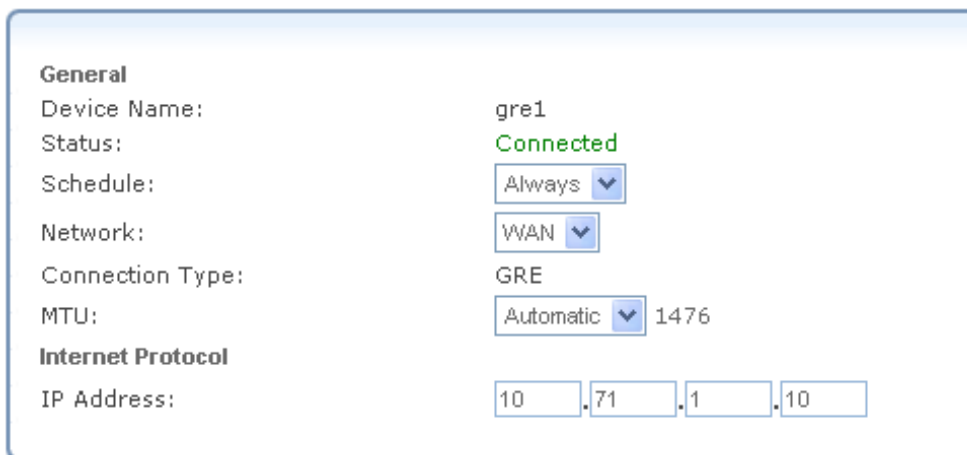 General
Device Name: gre1
Status: Connected
Schedule: Always
Network: WAN
Connection Type: GRE
MTU: Automatic 1476
Internet Protocol
IP Address: 10 .71 .1 .10